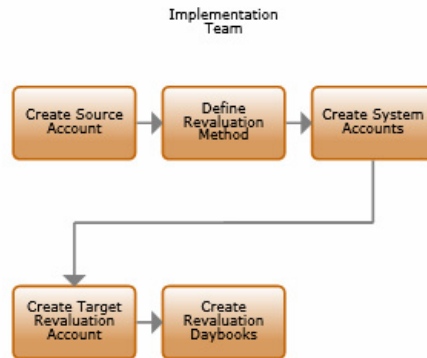 Implementation
Team
Create Source
Account
Define
Revaluation
Method
Create System
Accounts
Create Target
Revaluation
Account
Create
Revaluation
Daybooks